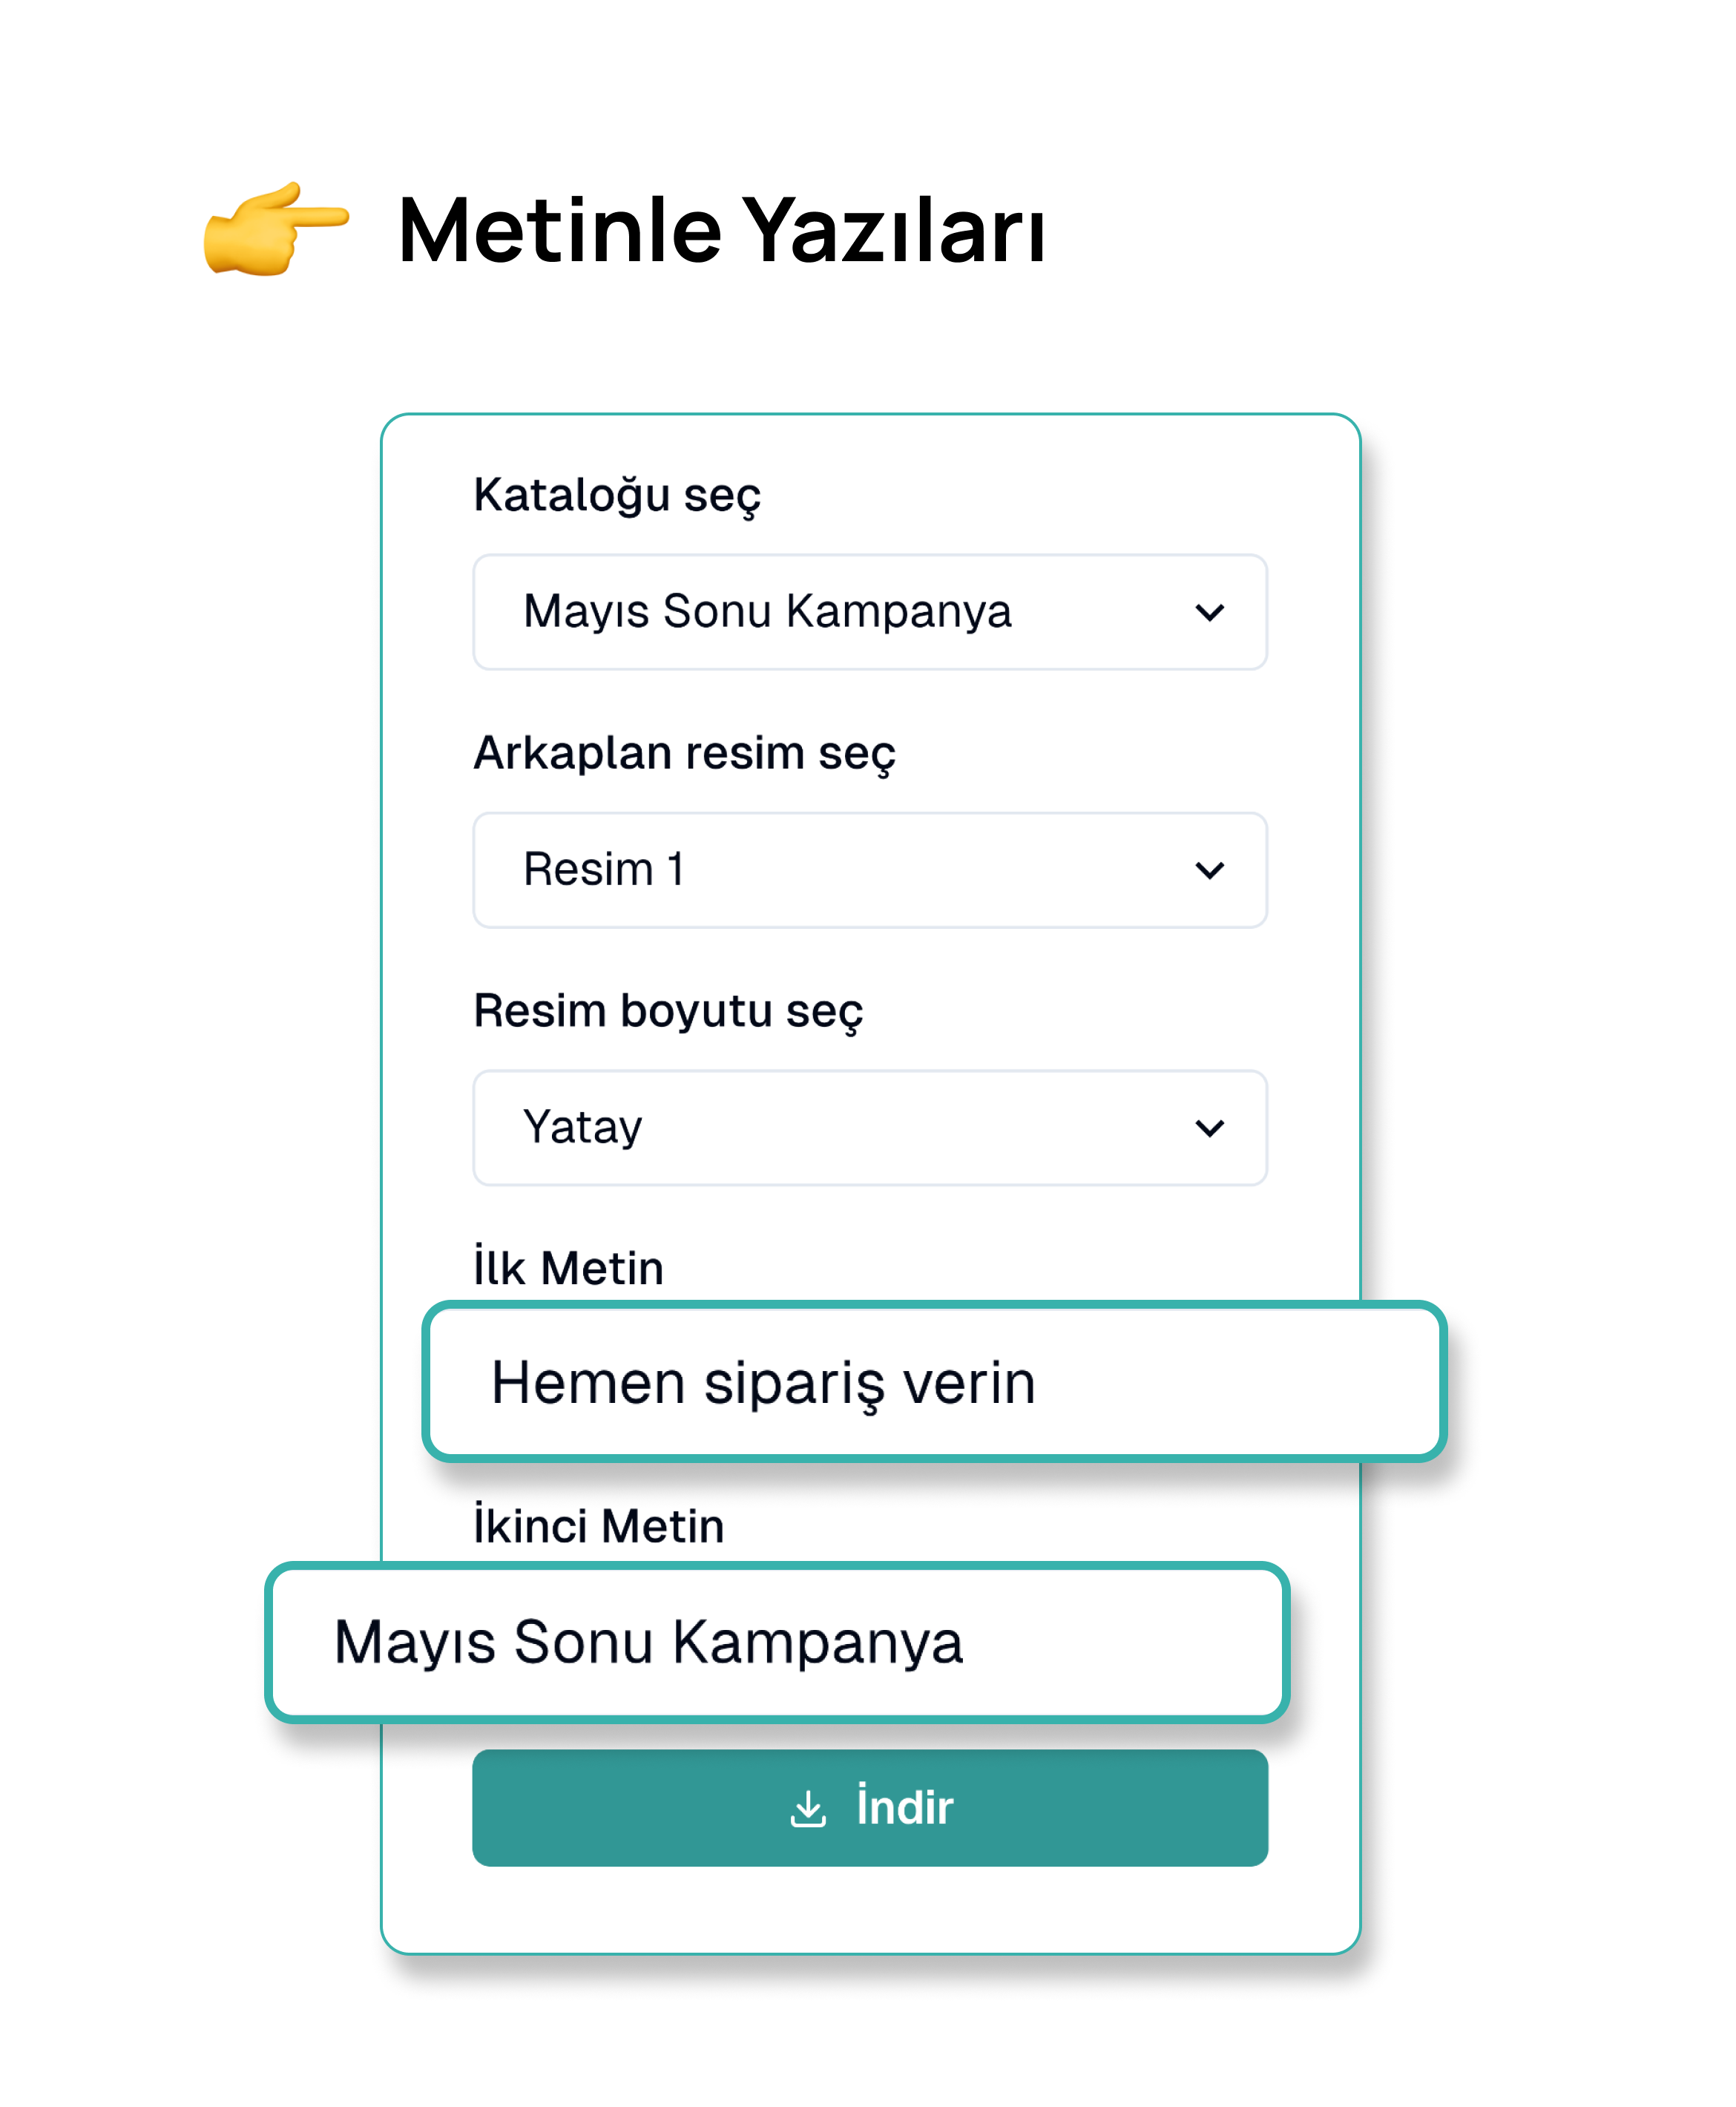 Metinle Yazıları
Kataloğu seç
Mayıs Sonu Kampanya
Arkaplan resim seç
Resim 1
Resim boyutu seç
Yatay
İlk Metin
Hemen sipariş verin
İkinci Metin
Mayıs Sonu Kampanya
İndir